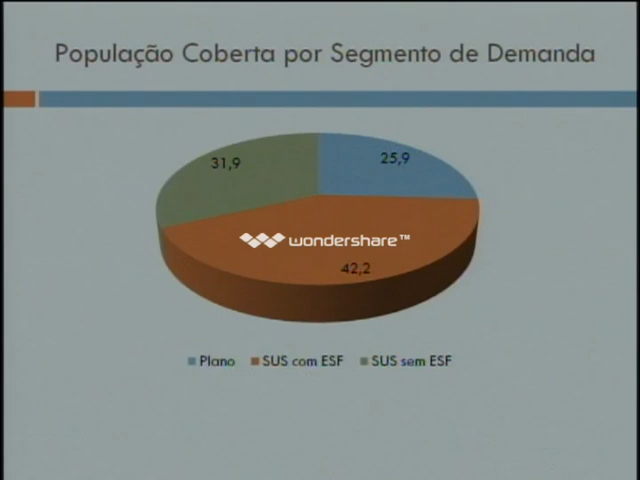 População Coberta por Segmento de Demanda
31,9
25,9
wondershare™
42,2
Plano SUS com ESF SUS sem ESF